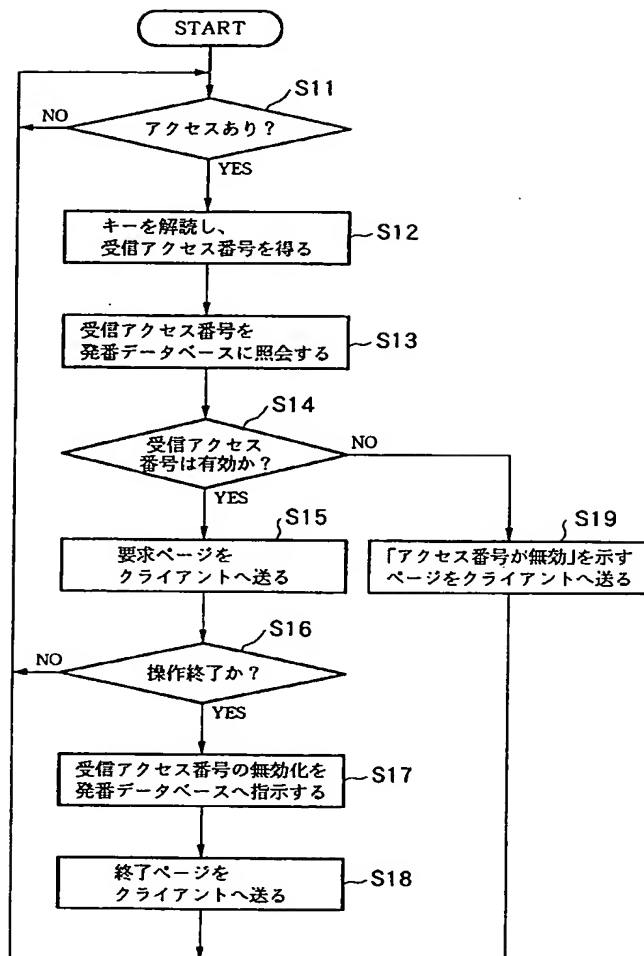 START
S11
アクセスあり?
NO
YES
キーを解読し、
受信アクセス番号を得る
S12
受信アクセス番号を
発番データベースに照会する
S13
S14
受信アクセス
番号は有効か?
NO
YES
S15
要求ページを
クライアントへ送る
S19
「アクセス番号が無効」を示す
ページをクライアントへ送る
S16
操作終了か?
NO
YES
受信アクセス番号の無効化を
発番データベースへ指示する
S17
終了ページを
クライアントへ送る
S18